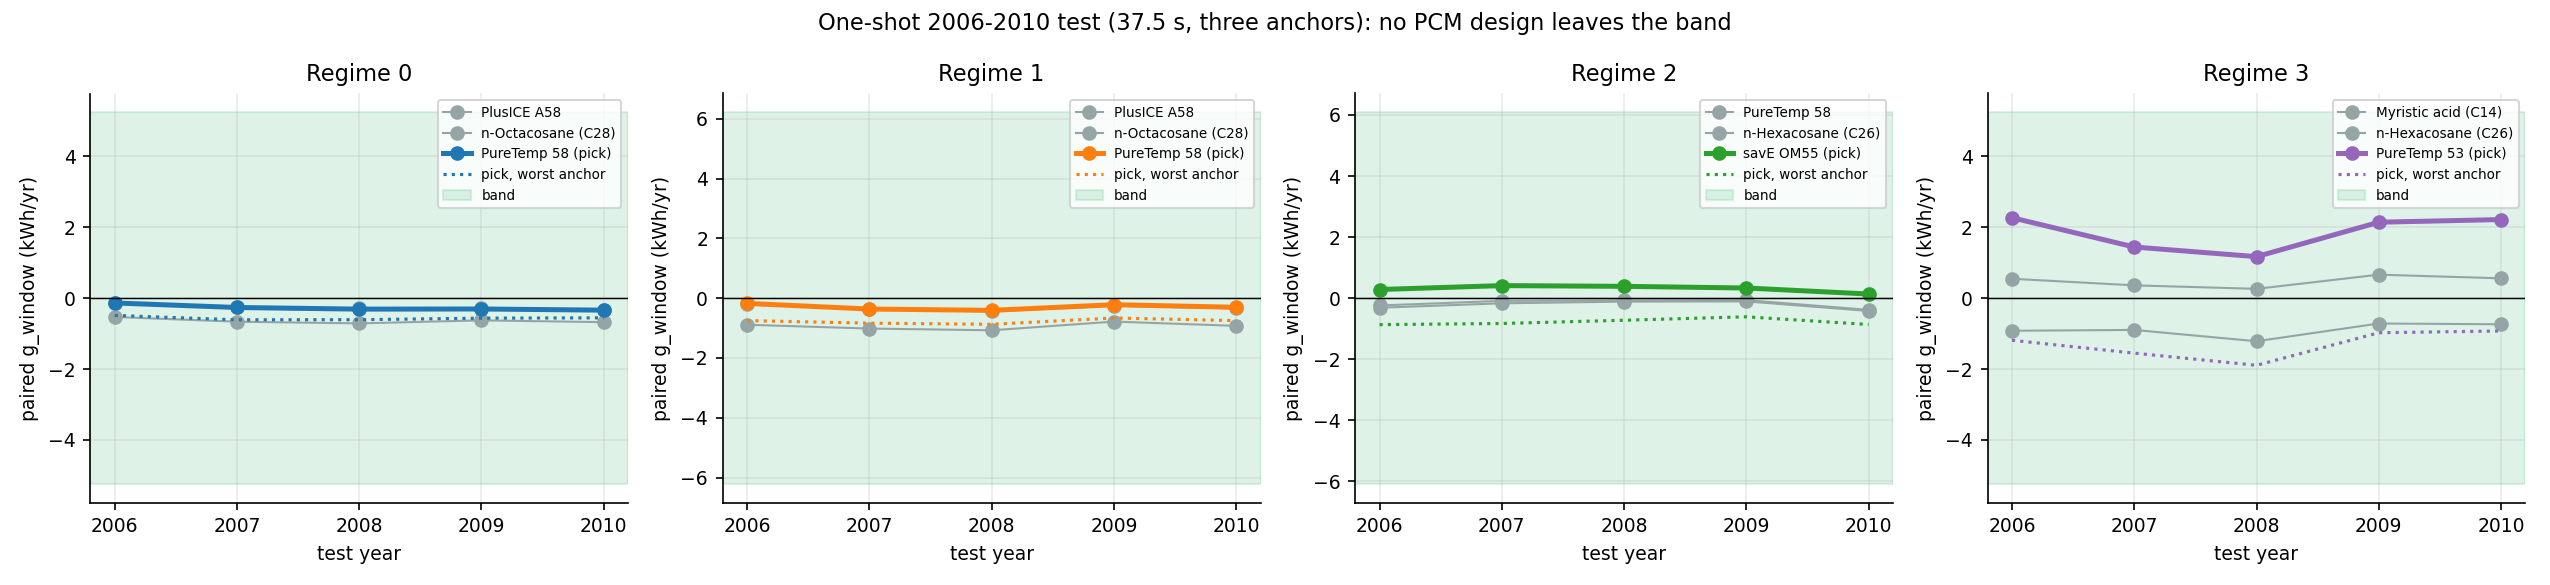 One-shot 2006-2010 test (37.5 s, three anchors): no PCM design leaves the band
Regime 0
PlusICE A58
n-Octacosane (C28)
PureTemp 58 (pick)
pick, worst anchor
band
4
2
0
−2
−4
paired g_window (kWh/yr)
2006 2007 2008 2009 2010
test year
Regime 1
PlusICE A58
n-Octacosane (C28)
PureTemp 58 (pick)
pick, worst anchor
band
6
4
2
0
−2
−4
−6
paired g_window (kWh/yr)
2006 2007 2008 2009 2010
test year
Regime 2
PureTemp 58
n-Hexacosane (C26)
savE OM55 (pick)
pick, worst anchor
band
6
4
2
0
−2
−4
−6
paired g_window (kWh/yr)
2006 2007 2008 2009 2010
test year
Regime 3
Myristic acid (C14)
n-Hexacosane (C26)
PureTemp 53 (pick)
pick, worst anchor
band
4
2
0
−2
−4
paired g_window (kWh/yr)
2006 2007 2008 2009 2010
test year